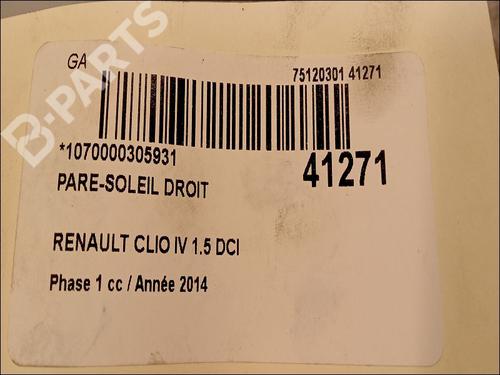 B-PARTS
GA
75120301 41271
*1070000305931
41271
PARE-SOLEIL DROIT
RENAULT CLIO IV 1.5 DCI
Phase 1 cc / Année 2014